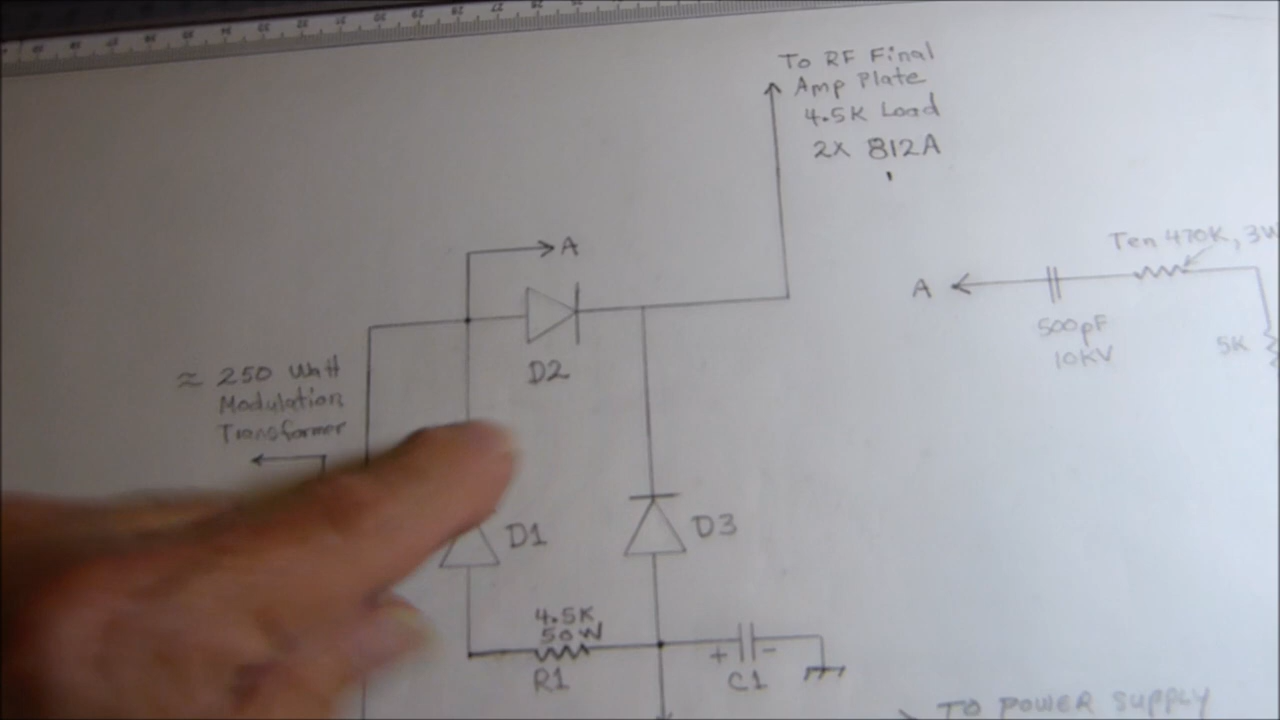 To RF Final
Amp Plate
4.5K Load
2X 812A
A
D2
≈ 250 Watt
Modulation
Transformer
A
Ten 470K, 3W
500pF
10KV
5K
D1
D3
4.5K
50W
R1
+ -
C1
TO POWER SUPPLY